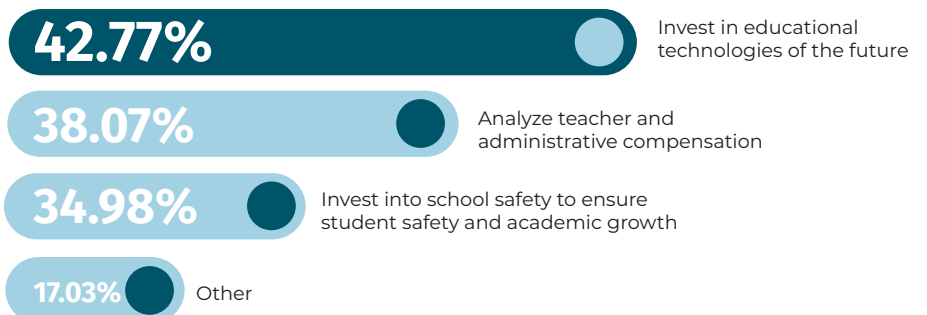 42.77%
Invest in educational
technologies of the future
38.07%
Analyze teacher and
administrative compensation
34.98%
Invest into school safety to ensure
student safety and academic growth
17.03%
Other